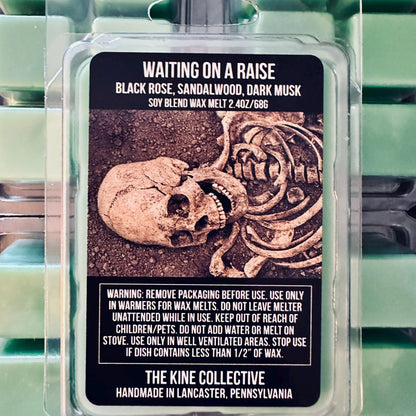 WAITING ON A RAISE
BLACK ROSE, SANDALWOOD, DARK MUSK
SOY BLEND WAX MELT 2.4OZ/68G
WARNING: REMOVE PACKAGING BEFORE USE. USE ONLY
IN WARMERS FOR WAX MELTS. DO NOT LEAVE MELTER
UNATTENDED WHILE IN USE. KEEP OUT OF REACH OF
CHILDREN/PETS. DO NOT ADD WATER OR MELT ON
STOVE. USE ONLY IN WELL VENTILATED AREAS. STOP USE
IF DISH CONTAINS LESS THAN 1/2" OF WAX.
THE KINE COLLECTIVE
HANDMADE IN LANCASTER, PENNSYLVANIA